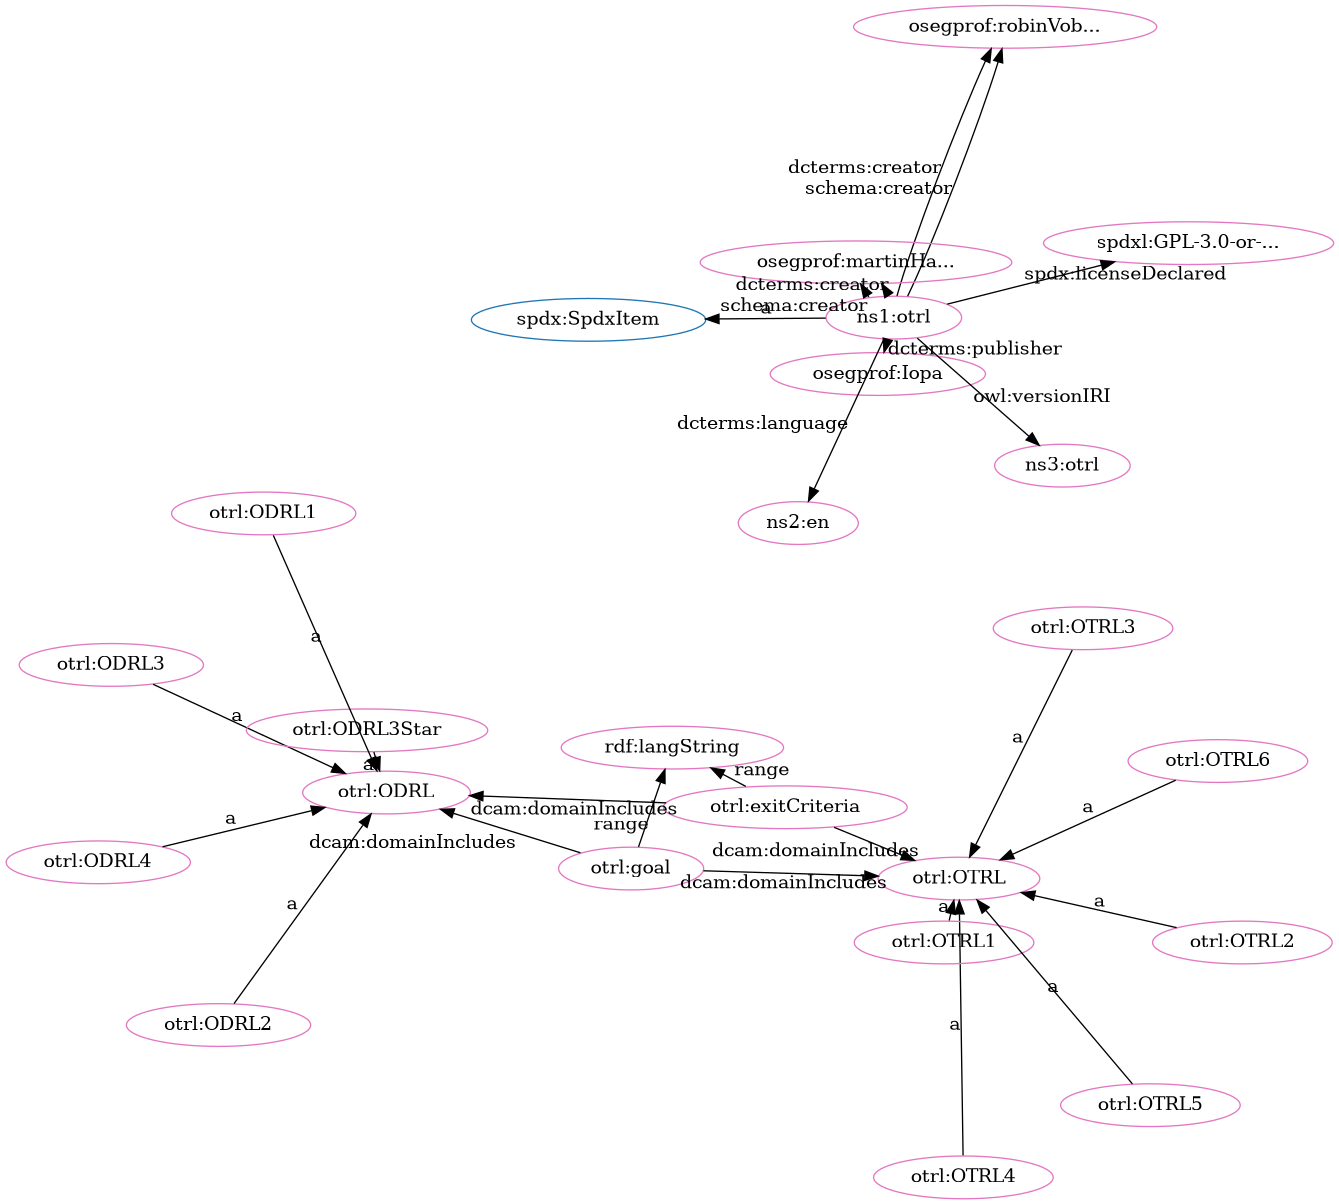 osegprof:robinVob...
dcterms:creator
schema:creator
spdxl:GPL-3.0-or-...
osegprof:martinHa...
spdx:licenseDeclared
dcterms:creator
schema:creator
a
spdx:SpdxItem
ns1:otrl
dcterms:publisher
osegprof:Iopa
owl:versionIRI
dcterms:language
ns3:otrl
otrl:ODRL1
ns2:en
otrl:OTRL3
a
otrl:ODRL3
a
otrl:ODRL3Star
a
rdf:langString
a
otrl:OTRL6
range
otrl:ODRL
dcam:domainIncludes
otrl:exitCriteria
a
a
range
dcam:domainIncludes
dcam:domainIncludes
otrl:ODRL4
otrl:goal
dcam:domainIncludes
otrl:OTRL
a
a
a
otrl:OTRL1
otrl:OTRL2
a
otrl:ODRL2
a
otrl:OTRL5
otrl:OTRL4